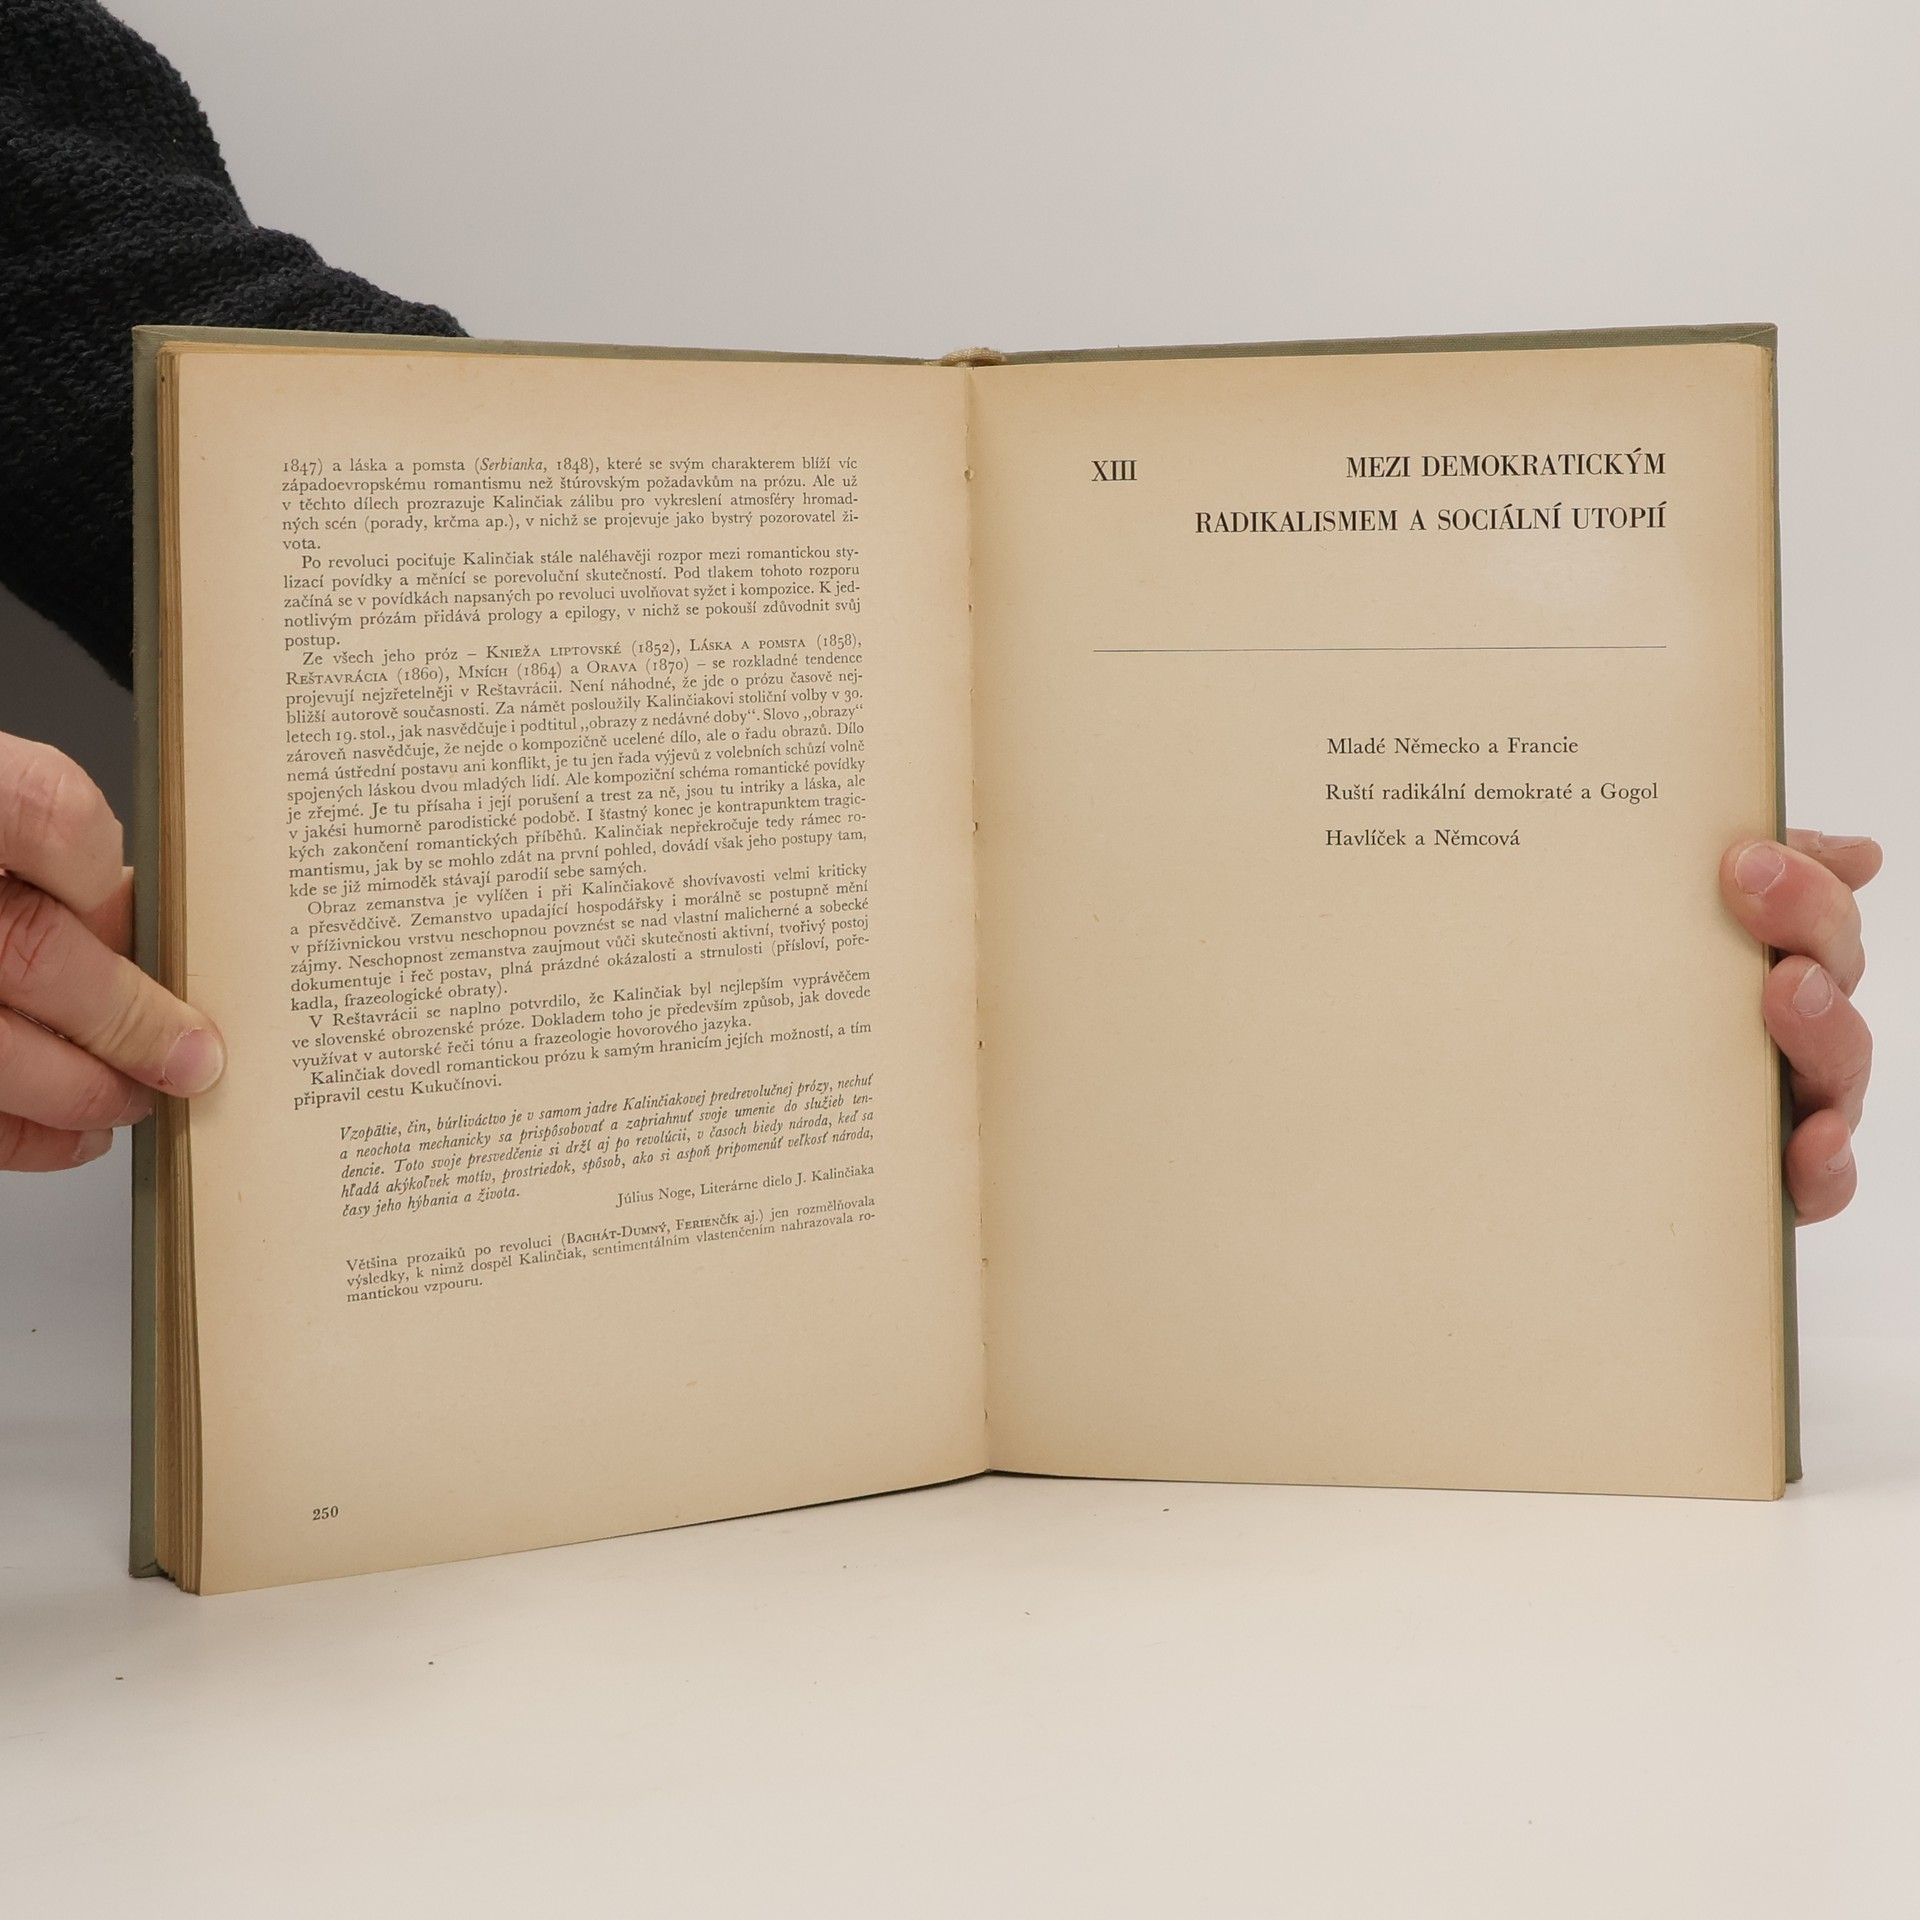 1847) a láska a pomsta (Serbianka, 1848), které se svým charakterem blíží víc
západoevropskému romantismu než štúrovským požadavkům na prózu. Ale už
v těchto dílech prozrazuje Kalinčiak zálibu pro vykreslení atmosféry hromad-
ných scén (porady, krčma ap.), v nichž se projevuje jako bystrý pozorovatel ži-
vota.
Po revoluci pociťuje Kalinčiak stále naléhavěji rozpor mezi romantickou sty-
lizací povídky a měnící se porevoluční skutečností. Pod tlakem tohoto rozporu
začíná se v povídkách napsaných po revoluci uvolňovat syžet i kompozice. K jed-
notlivým prózám přidává prology a epilogy, v nichž se pokouší zdůvodnit svůj
postup.
Ze všech jeho próz – Knieža liptovské (1852), Láska a pomsta (1858),
Reštavrácia (1860), Mních (1864) a Orava (1870) – se rozkladné tendence
projevují nejzřetelněji v Reštavrácii. Není náhodné, že jde o prózu časově nej-
bližší autorově současnosti. Za námět posloužily Kalinčiakovi stoliční volby v 30.
letech 19. stol., jak nasvědčuje i podtitul „obrazy z nedávné doby“. Slovo „obrazy“
zároveň nasvědčuje, že nejde o kompozičně ucelené dílo, ale o řadu obrazů. Dílo
nemá ústřední postavu ani konflikt, je tu jen řada výjevů z volebních schůzí volně
spojených láskou dvou mladých lidí. Ale kompoziční schéma romantické povídky
je zřejmé. Je tu přísaha i její porušení a trest za ně, jsou tu intriky a láska, ale
v jakési humorně parodistické podobě. I šťastný konec je kontrapunktem tragic-
kých zakončení romantických příběhů. Kalinčiak nepřekročuje tedy rámec ro-
mantismu, jak by se mohlo zdát na první pohled, dovádí však jeho postupy tam,
kde se již mimoděk stávají parodií sebe samých.
Obraz zemanstva je vylíčen i při Kalinčiakově shovívavosti velmi kriticky
a přesvědčivě. Zemanstvo upadající hospodářsky i morálně se postupně mění
v příživnickou vrstvu neschopnou povznést se nad vlastní malicherné a sobecké
zájmy. Neschopnost zemanstva zaujmout vůči skutečnosti aktivní, tvořivý postoj
dokumentuje i řeč postav, plná prázdné okázalosti a strnulosti (přísloví, poře-
kadla, frazeologické obraty).
V Reštavrácii se naplno potvrdilo, že Kalinčiak byl nejlepším vyprávěčem
ve slovenské obrozenské próze. Dokladem toho je především způsob, jak dovede
využívat v autorské řeči tónu a frazeologie hovorového jazyka.
Kalinčiak dovedl romantickou prózu k samým hranicím jejích možností, a tím
připravil cestu Kukučínovi.
Vzopätie, čin, búrliváctvo je v samom jadre Kalinčiakovej predrevolučnej prózy, nechuť
a neochota mechanicky sa prispôsobovať a zapriahnuť svoje umenie do služieb ten-
dencie. Toto svoje presvedčenie si drží aj po revolúcii, v časoch biedy národa, keď sa
hľadá akýkoľvek motív, prostriedok, spôsob, ako si aspoň pripomenúť veľkosť národa,
časy jeho hýbania a života.
Július Noge, Literárne dielo J. Kalinčiaka
Většina prozaiků po revoluci (Bachát-Dumný, Ferienčík aj.) jen rozmělňovala
výsledky, k nimž dospěl Kalinčiak, sentimentálním vlastenčením nahrazovala ro-
mantickou vzpouru.
250
XIII MEZI DEMOKRATICKÝM
RADIKALISMEM A SOCIÁLNÍ UTOPIÍ
Mladé Německo a Francie
Ruští radikální demokraté a Gogol
Havlíček a Němcová